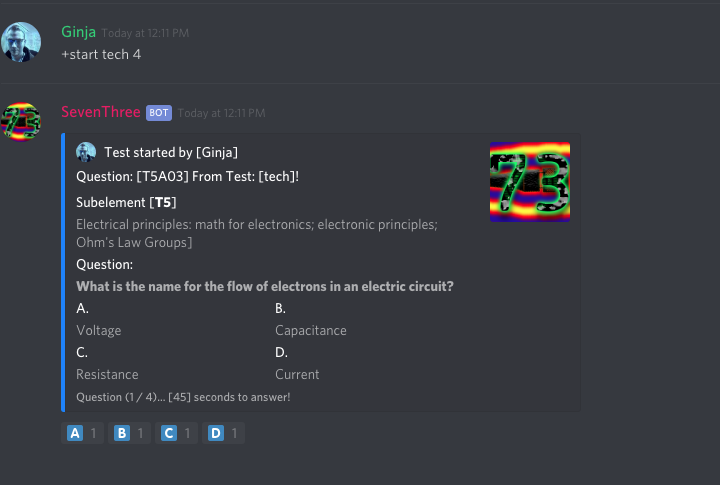 Ginja Today at 12:11 PM
+start tech 4
SevenThree BOT Today at 12:11 PM
Test started by [Ginja]
73
Question: [T5A03] From Test: [tech]!
Subelement [T5]
Electrical principles: math for electronics; electronic principles;
Ohm's Law Groups]
Question:
What is the name for the flow of electrons in an electric circuit?
A. B.
Voltage Capacitance
C. D.
Resistance Current
Question (1 / 4)... [45] seconds to answer!
A 1 B 1 C 1 D 1